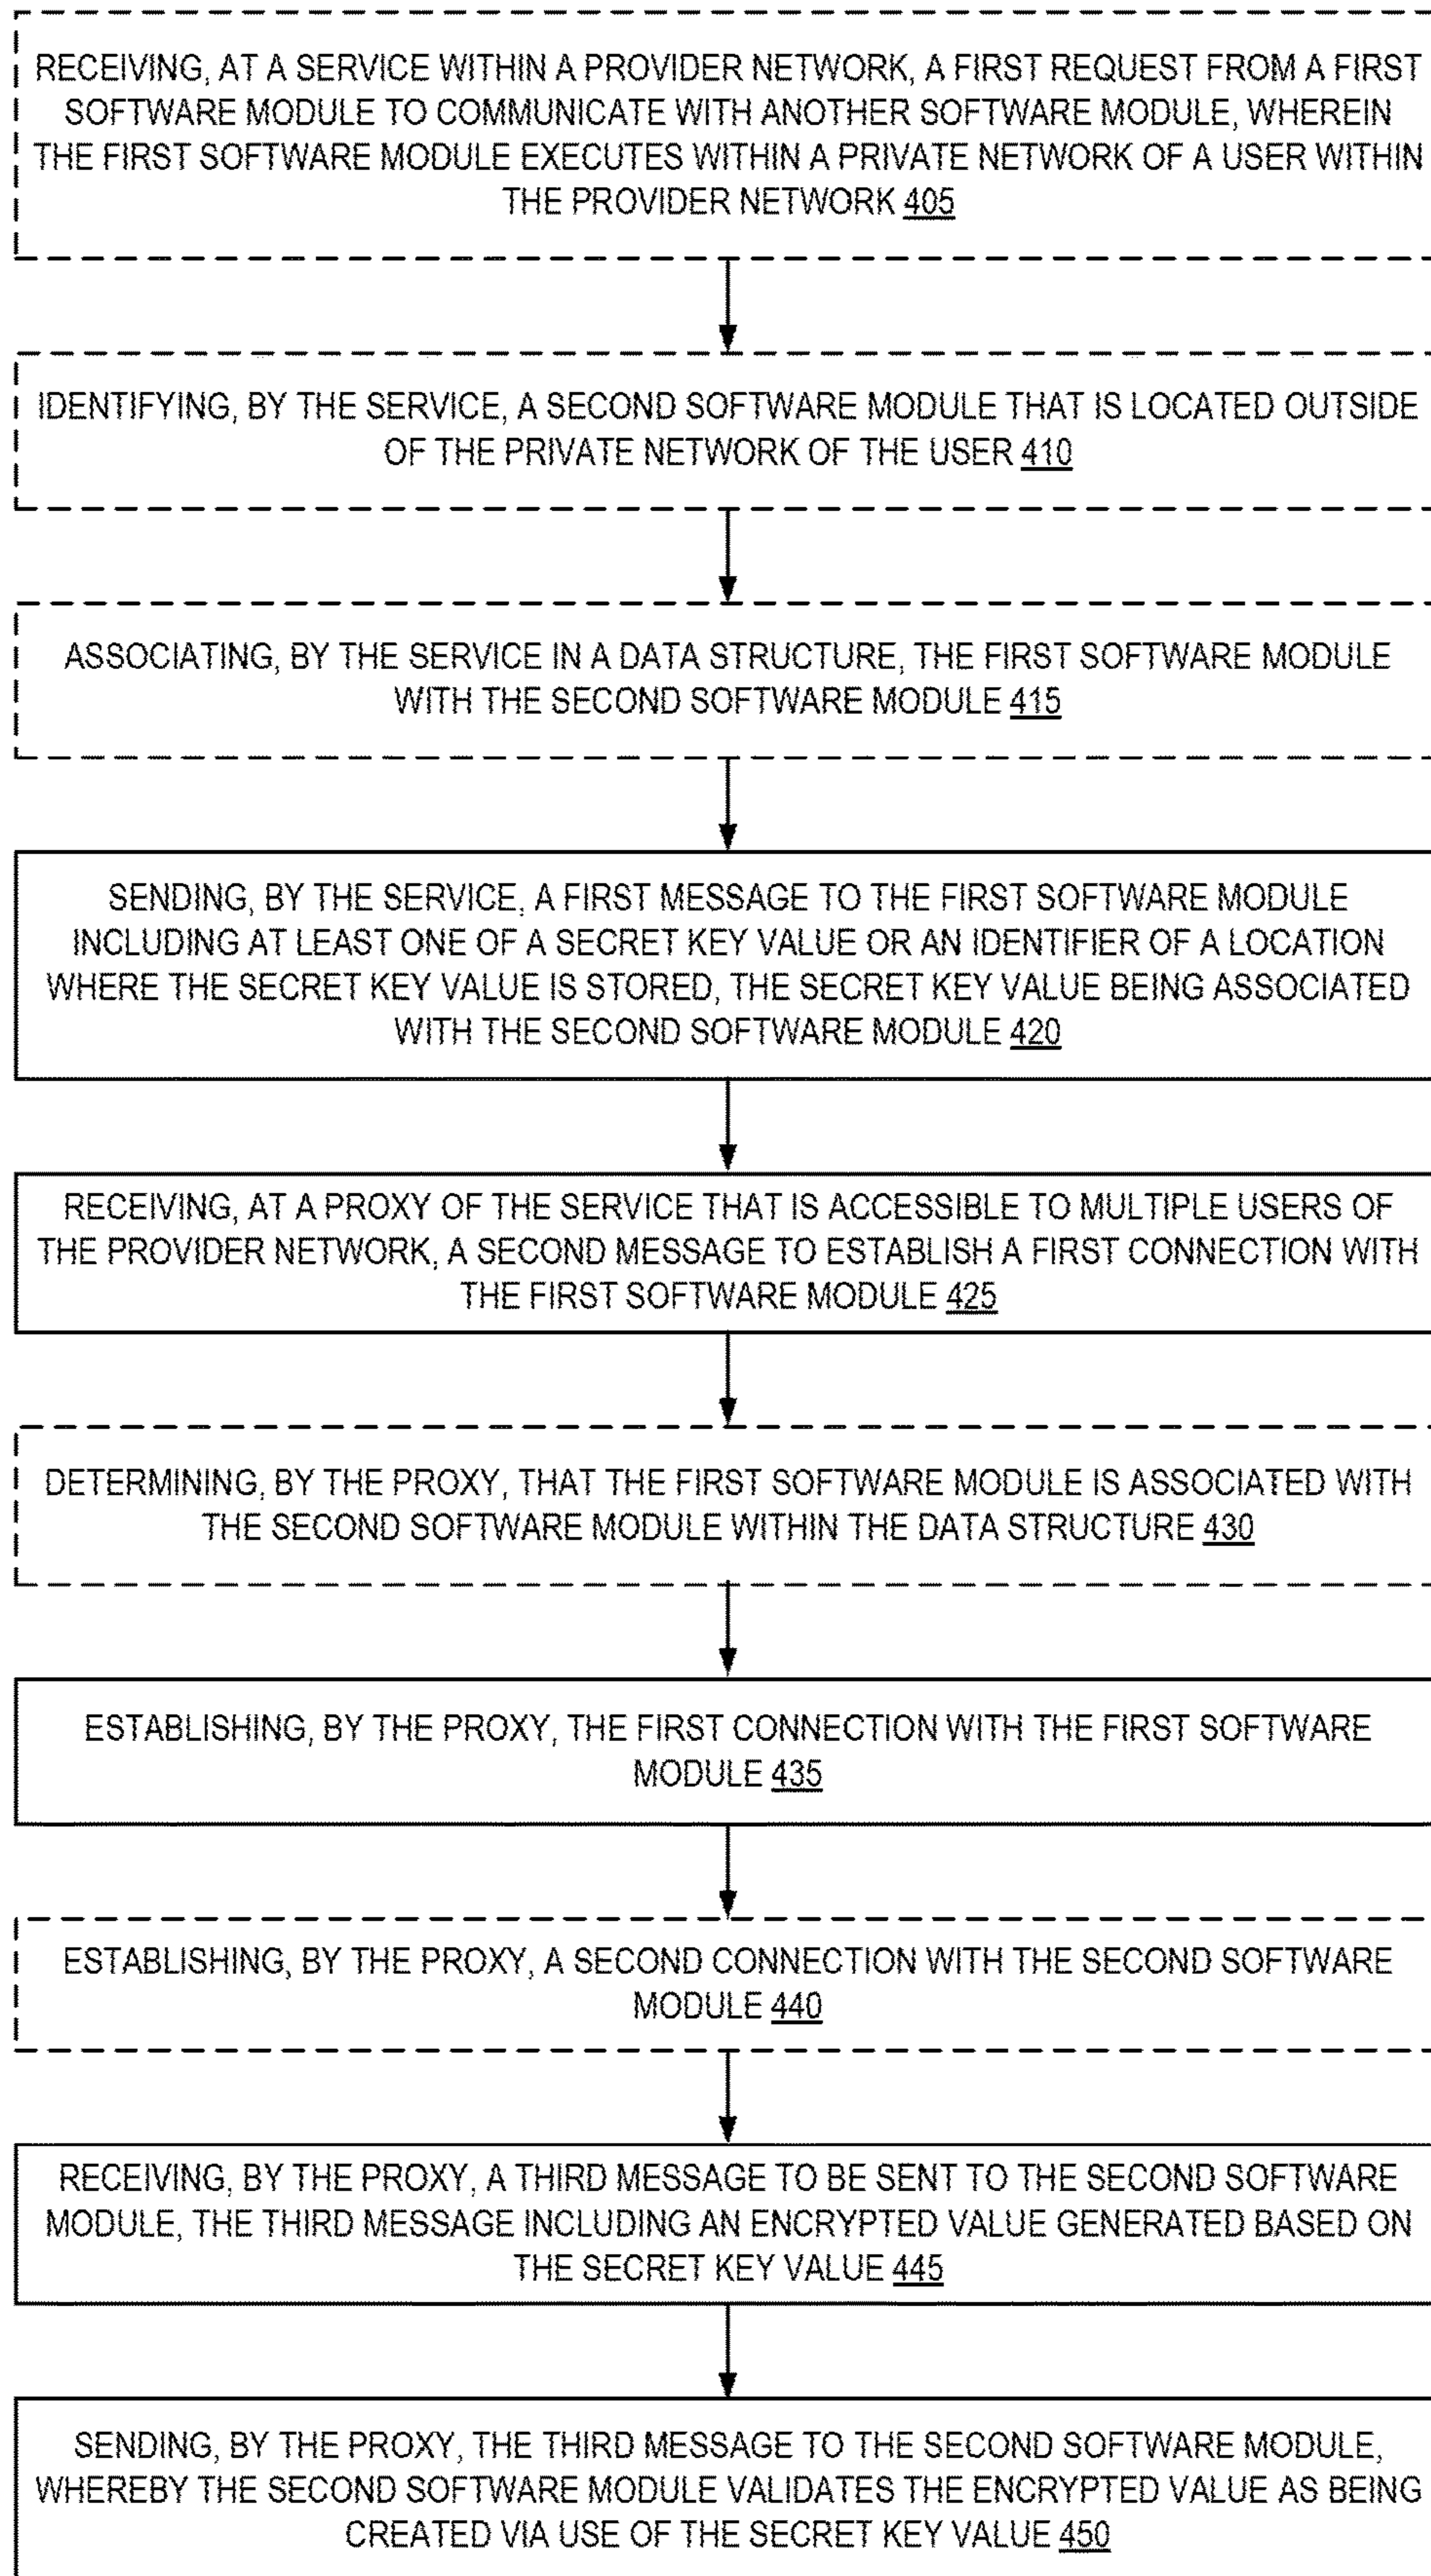 RECEIVING, AT A SERVICE WITHIN A PROVIDER NETWORK, A FIRST REQUEST FROM A FIRST
SOFTWARE MODULE TO COMMUNICATE WITH ANOTHER SOFTWARE MODULE, WHEREIN
THE FIRST SOFTWARE MODULE EXECUTES WITHIN A PRIVATE NETWORK OF A USER WITHIN
THE PROVIDER NETWORK 405
IDENTIFYING, BY THE SERVICE, A SECOND SOFTWARE MODULE THAT IS LOCATED OUTSIDE
OF THE PRIVATE NETWORK OF THE USER 410
ASSOCIATING, BY THE SERVICE IN A DATA STRUCTURE, THE FIRST SOFTWARE MODULE
WITH THE SECOND SOFTWARE MODULE 415
SENDING, BY THE SERVICE, A FIRST MESSAGE TO THE FIRST SOFTWARE MODULE
INCLUDING AT LEAST ONE OF A SECRET KEY VALUE OR AN IDENTIFIER OF A LOCATION
WHERE THE SECRET KEY VALUE IS STORED, THE SECRET KEY VALUE BEING ASSOCIATED
WITH THE SECOND SOFTWARE MODULE 420
RECEIVING, AT A PROXY OF THE SERVICE THAT IS ACCESSIBLE TO MULTIPLE USERS OF
THE PROVIDER NETWORK, A SECOND MESSAGE TO ESTABLISH A FIRST CONNECTION WITH
THE FIRST SOFTWARE MODULE 425
DETERMINING, BY THE PROXY, THAT THE FIRST SOFTWARE MODULE IS ASSOCIATED WITH
THE SECOND SOFTWARE MODULE WITHIN THE DATA STRUCTURE 430
ESTABLISHING, BY THE PROXY, THE FIRST CONNECTION WITH THE FIRST SOFTWARE
MODULE 435
ESTABLISHING, BY THE PROXY, A SECOND CONNECTION WITH THE SECOND SOFTWARE
MODULE 440
RECEIVING, BY THE PROXY, A THIRD MESSAGE TO BE SENT TO THE SECOND SOFTWARE
MODULE, THE THIRD MESSAGE INCLUDING AN ENCRYPTED VALUE GENERATED BASED ON
THE SECRET KEY VALUE 445
SENDING, BY THE PROXY, THE THIRD MESSAGE TO THE SECOND SOFTWARE MODULE,
WHEREBY THE SECOND SOFTWARE MODULE VALIDATES THE ENCRYPTED VALUE AS BEING
CREATED VIA USE OF THE SECRET KEY VALUE 450